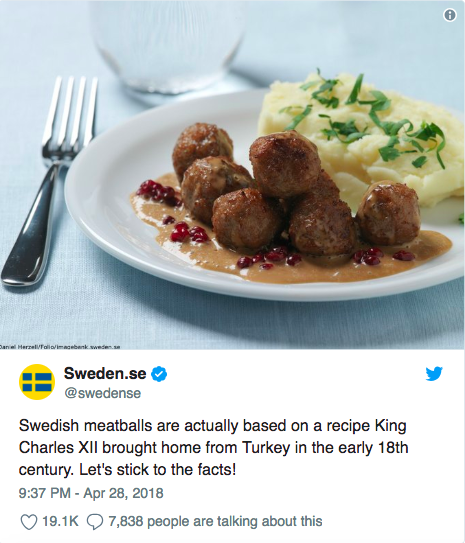 Daniel Herzell/Folio/imagebank.sweden.se
Sweden.se
@swedense
Swedish meatballs are actually based on a recipe King
Charles XII brought home from Turkey in the early 18th
century. Let's stick to the facts!
9:37 PM - Apr 28, 2018
19.1K 7,838 people are talking about this